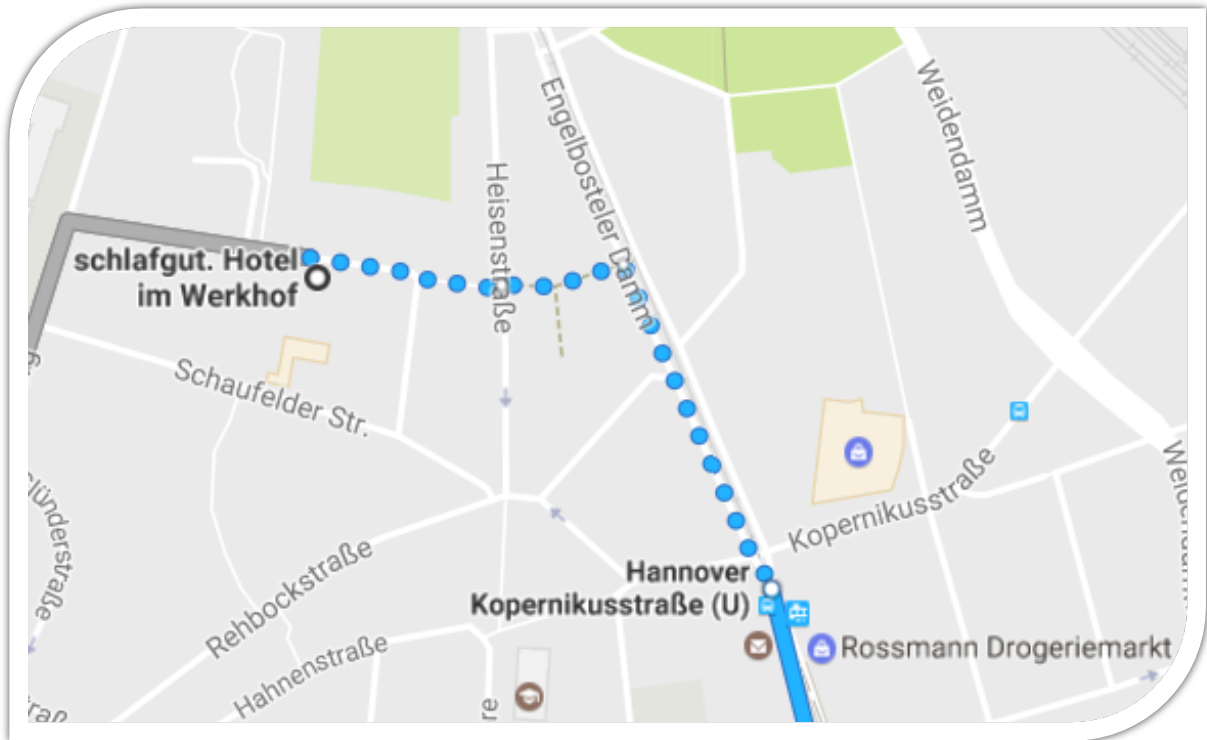 Weidendamm
Engelbosteler Damm
Heisenstraße
schlafgut. Hotel
im Werkhof
Schaufelder Str.
Kopernikusstraße
Rehbockstraße
Hannover
Kopernikusstraße (U)
Hahnenstraße
Rossmann Drogeriemarkt